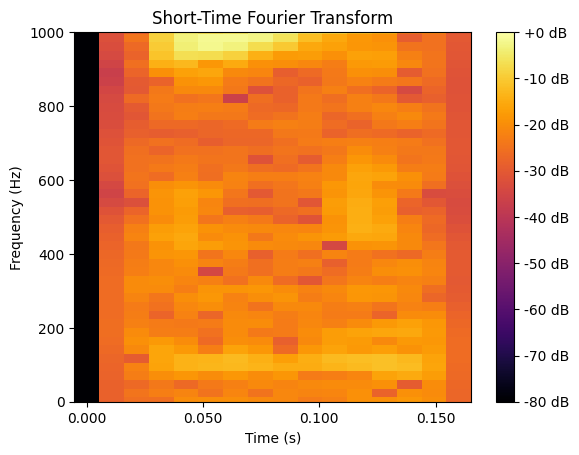 Short-Time Fourier Transform
Frequency (Hz)
1000
800
600
400
200
0
0.000
0.050
0.100
0.150
Time (s)
+0 dB
-10 dB
-20 dB
-30 dB
-40 dB
-50 dB
-60 dB
-70 dB
-80 dB